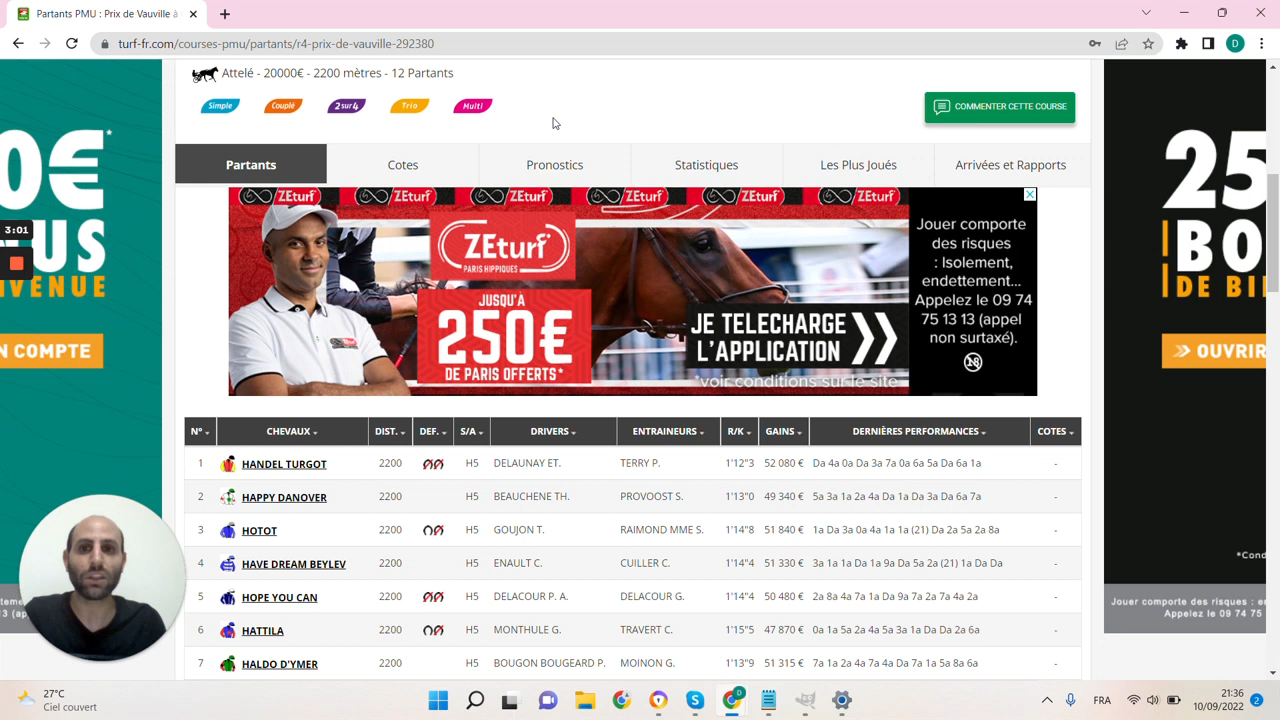 Partants PMU : Prix de Vauville à
turf-fr.com/courses-pmu/partants/r4-prix-de-vauville-292380
D
Attelé - 20000€ - 2200 mètres - 12 Partants
Simple Couplé 2sur4 Trio Multi
COMMENTER CETTE COURSE
Partants Cotes Pronostics Statistiques Les Plus Joués Arrivées et Rapports
0€*
US
VENUE
N COMPTE
3:01
ZEturf ZEturf ZEturf ZEturf ZEturf ZEturf
ZEturf
PARIS HIPPIQUES
JUSQU'À
250€
DE PARIS OFFERTS*
JE TELECHARGE
L'APPLICATION
*voir conditions sur le site
Jouer comporte
des risques
: Isolement,
endettement...
Appelez le 09 74
75 13 13 (appel
non surtaxé).
25
BO
DE BI
OUVRIR
*Cond
Jouer comporte des risques : en
Appelez le 09 74 75
N° CHEVAUX DIST. DEF. S/A DRIVERS ENTRAINEURS R/K GAINS DERNIÈRES PERFORMANCES COTES
1 HANDEL TURGOT 2200 H5 DELAUNAY ET. TERRY P. 1'12"3 52 080 € Da 4a 0a Da 3a 7a 0a 6a 5a Da 6a 1a -
2 HAPPY DANOVER 2200 H5 BEAUCHENE TH. PROVOOST S. 1'13"0 49 340 € 5a 3a 1a 2a 4a Da 1a Da 3a Da 6a 7a -
3 HOTOT 2200 H5 GOUJON T. RAIMOND MME S. 1'14"8 51 840 € 1a Da 3a 0a 4a 1a 1a (21) Da 2a 5a 2a 8a -
4 HAVE DREAM BEYLEV 2200 H5 ENAULT C. CUILLER C. 1'14"4 51 330 € 3a 1a 1a Da 1a 9a Da 5a 2a (21) 1a Da Da -
5 HOPE YOU CAN 2200 H5 DELACOUR P. A. DELACOUR G. 1'14"4 50 480 € 2a 8a 4a 7a 1a Da 9a 7a 2a 7a 4a 2a -
6 HATTILA 2200 H5 MONTHULE G. TRAVERT C. 1'15"5 47 870 € 0a 1a 5a 2a 4a 5a 3a 1a Da Da 2a 6a -
7 HALDO D'YMER 2200 H5 BOUGON BOUGEARD P. MOINON G. 1'13"9 51 315 € 7a 1a 2a 4a 7a 4a Da 7a 1a 5a 8a 6a -
27°C
Ciel couvert
D
FRA
21:36
10/09/2022
2